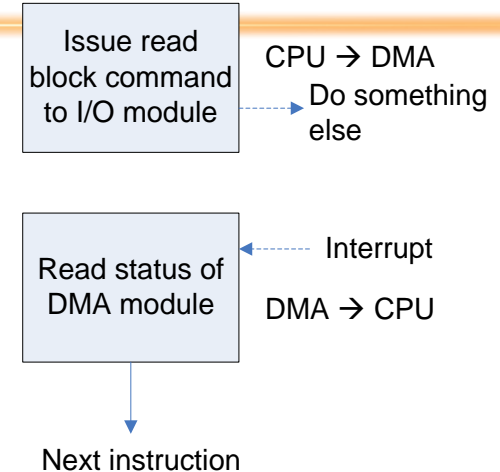 Issue read
block command
to I/O module
CPU → DMA
Do something
else
Read status of
DMA module
Interrupt
DMA → CPU
Next instruction